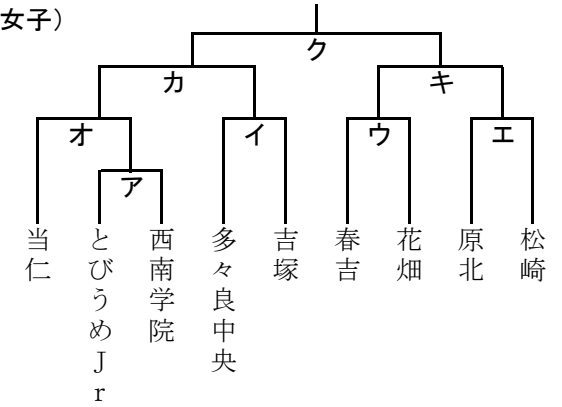 女子）
ク
カ
キ
オ
イ
ウ
エ
ア
当仁
とびうめJr
西南学院
多々良中央
吉塚
春吉
花畑
原北
松崎